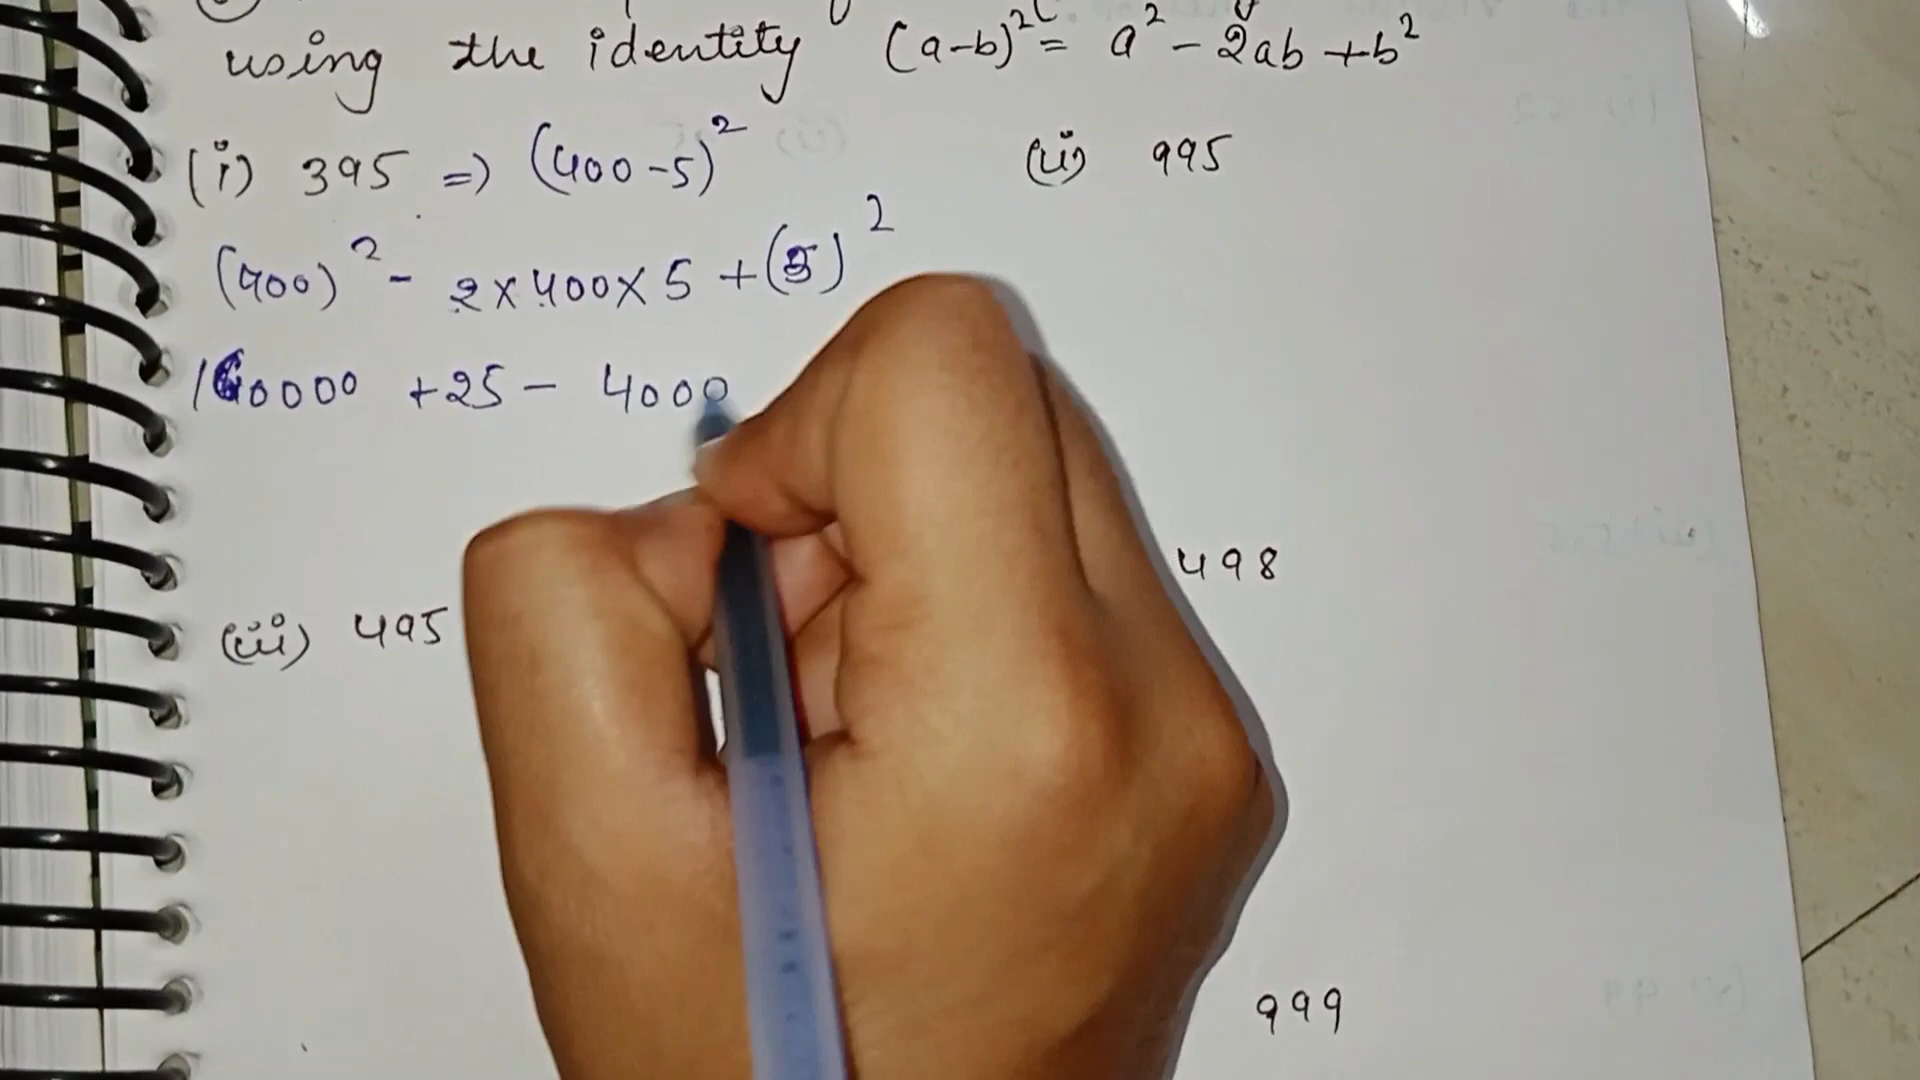 using the identity (a-b)² = a² - 2ab + b²
(i) 395 => (400-5)²
(ii) 995
(400)² - 2 × 400 × 5 + (5)²
160000 + 25 - 4000
498
(iii) 495
999